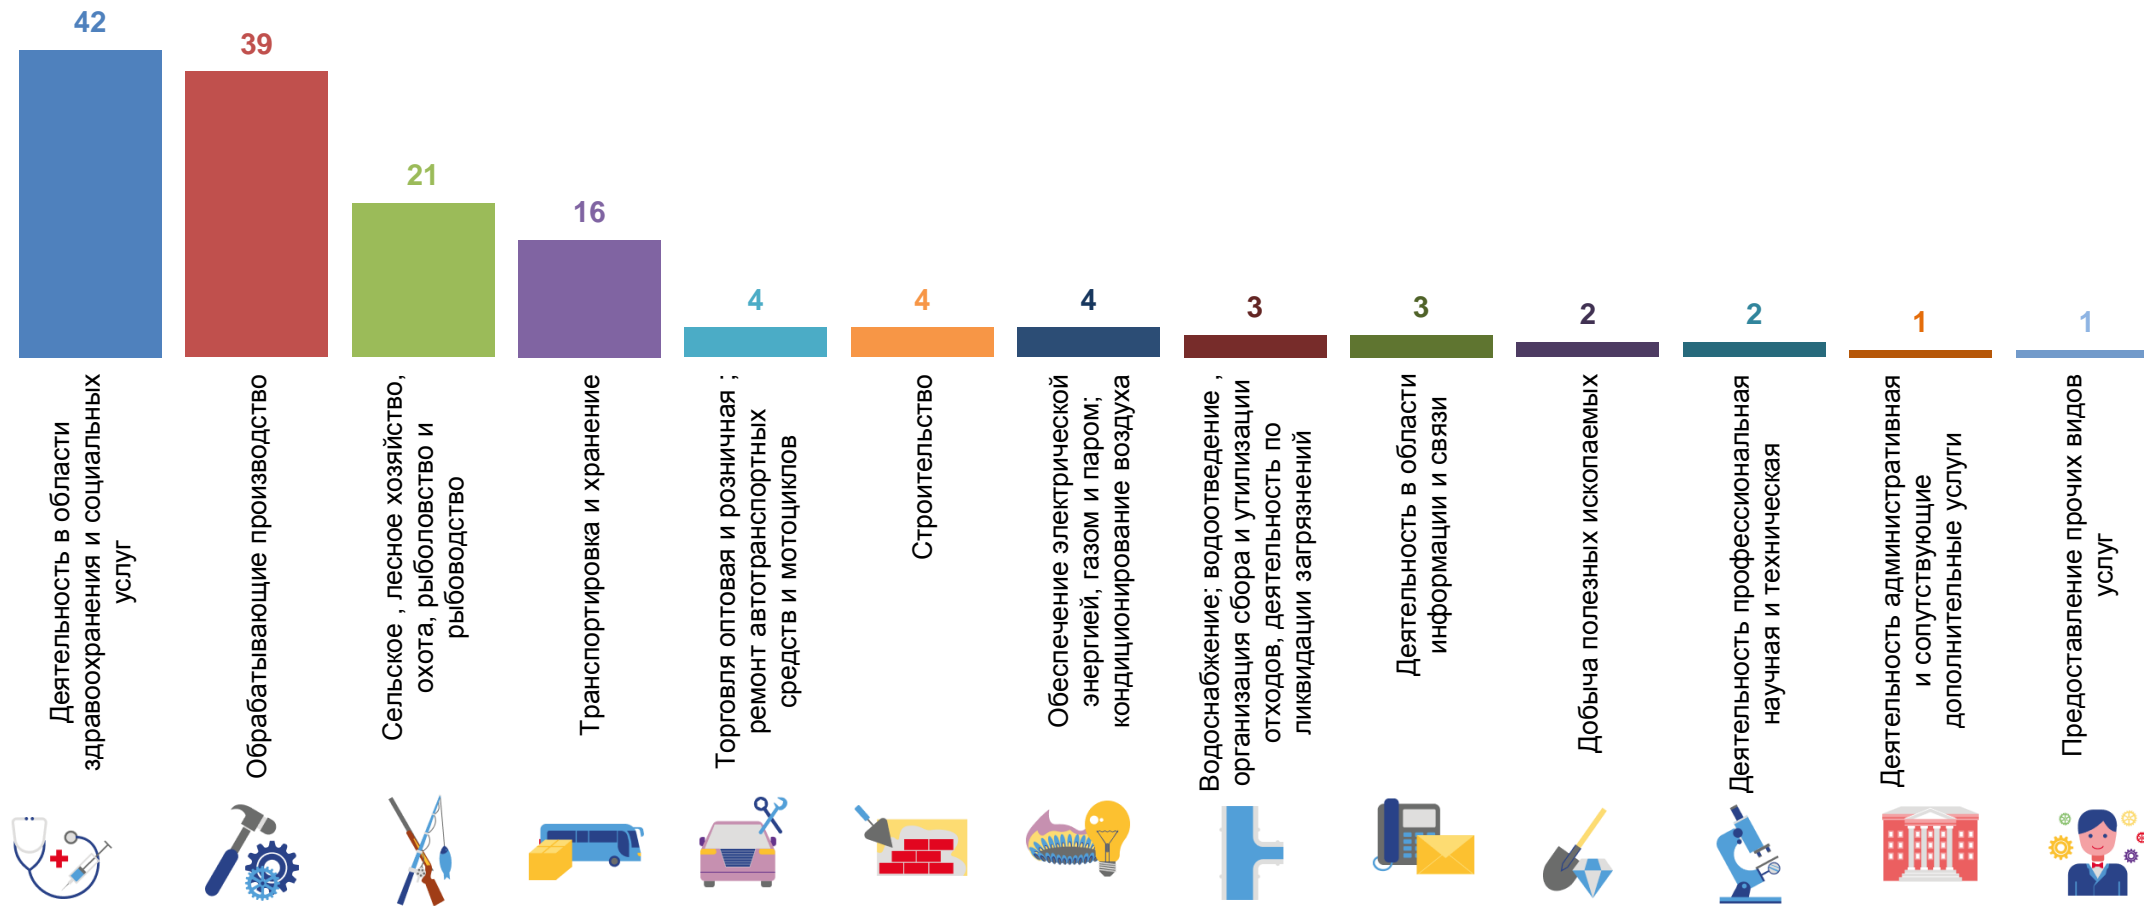 42
39
21
16
4
4
4
3
3
2
2
1
1
Деятельность в области
здравоохранения и социальных
услуг
Обрабатывающие производство
Сельское , лесное хозяйство,
охота, рыболовство и
рыбоводство
Транспортировка и хранение
Торговля оптовая и розничная ;
ремонт автотранспортных
средств и мотоциклов
Строительство
Обеспечение электрической
энергией, газом и паром;
кондиционирование воздуха
Водоснабжение; водоотведение ,
организация сбора и утилизации
отходов, деятельность по
ликвидации загрязнений
Деятельность в области
информации и связи
Добыча полезных ископаемых
Деятельность профессиональная
научная и техническая
Деятельность административная
и сопутствующие
дополнительные услуги
Предоставление прочих видов
услуг